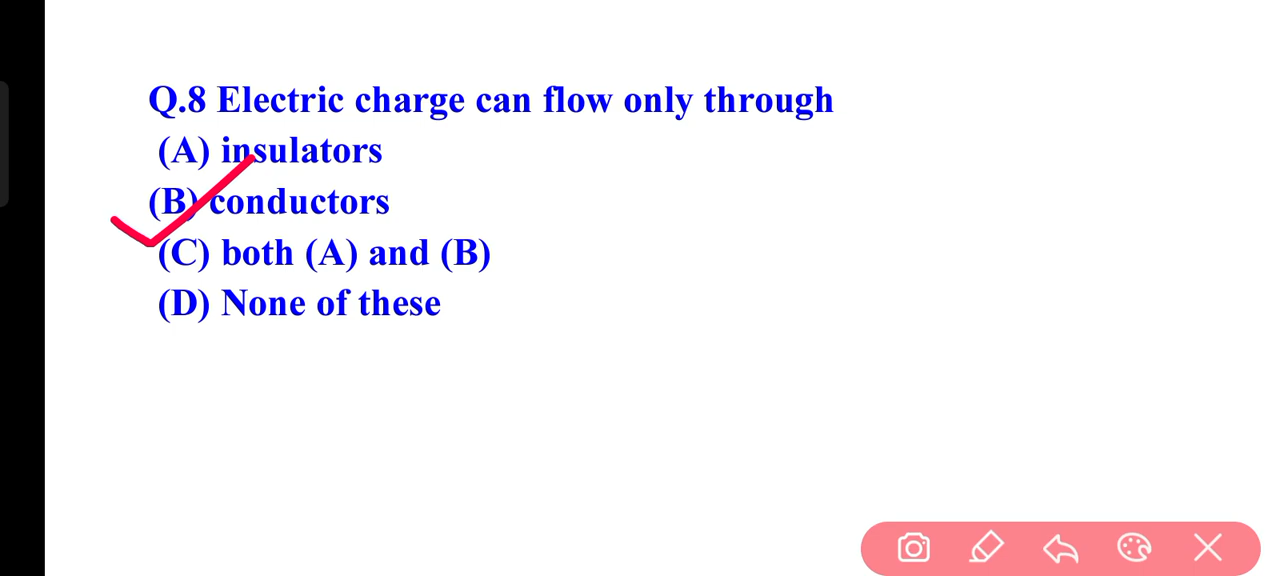 Q.8 Electric charge can flow only through
(A) insulators
(B) conductors
(C) both (A) and (B)
(D) None of these